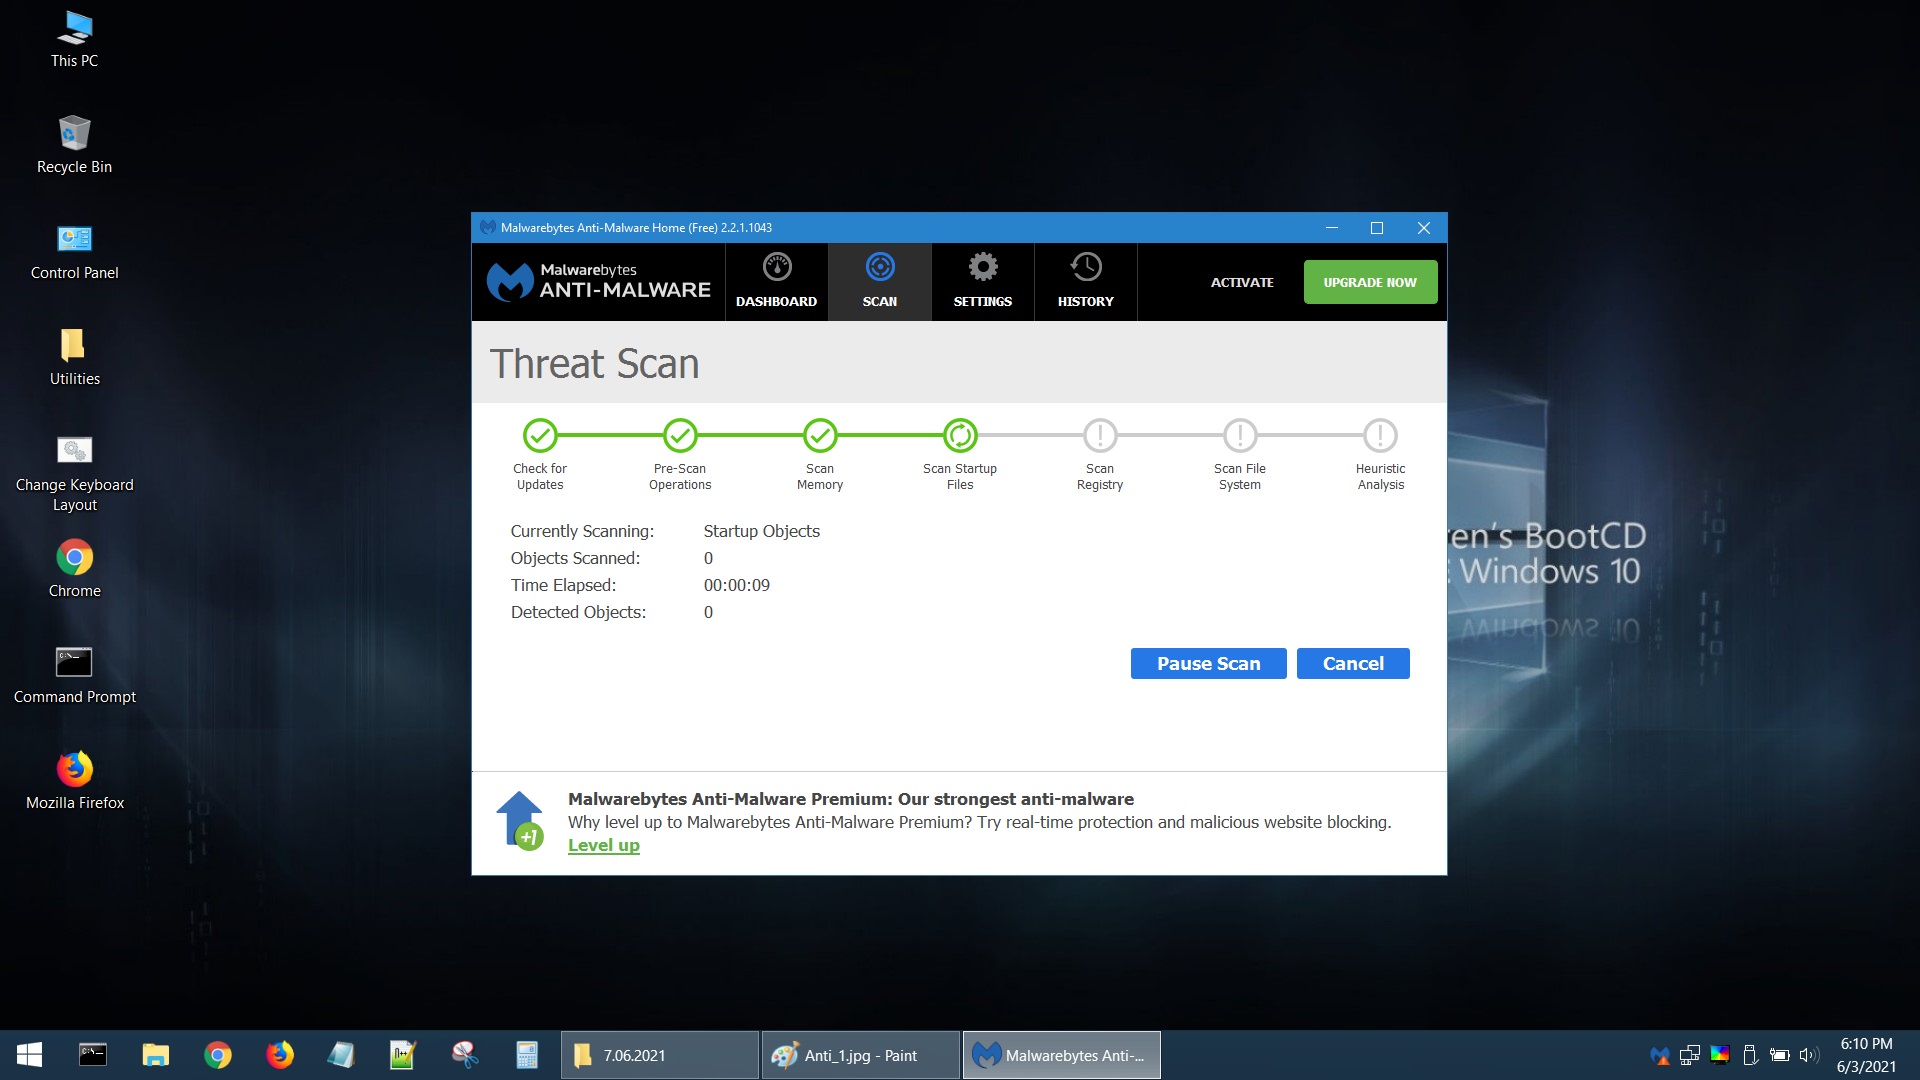 This PC
Recycle Bin
Control Panel
Utilities
Change Keyboard
Layout
Chrome
Command Prompt
Mozilla Firefox
Malwarebytes Anti-Malware Home (Free) 2.2.1.1043
Malwarebytes
ANTI-MALWARE
DASHBOARD
SCAN
SETTINGS
HISTORY
ACTIVATE
UPGRADE NOW
Threat Scan
Check for
Updates
Pre-Scan
Operations
Scan
Memory
Scan Startup
Files
Scan
Registry
Scan File
System
Heuristic
Analysis
Currently Scanning: Startup Objects
Objects Scanned: 0
Time Elapsed: 00:00:09
Detected Objects: 0
Pause Scan
Cancel
Malwarebytes Anti-Malware Premium: Our strongest anti-malware
Why level up to Malwarebytes Anti-Malware Premium? Try real-time protection and malicious website blocking.
Level up
+1
ren's BootCD
Windows 10
7.06.2021
Anti_1.jpg - Paint
Malwarebytes Anti-...
6:10 PM
6/3/2021